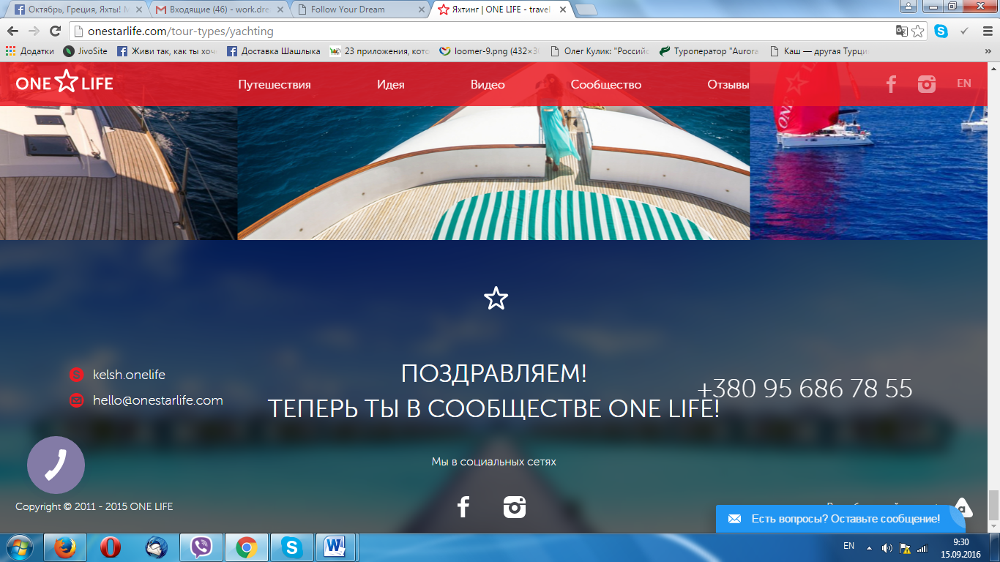 Октябрь, Греция, Яхты! М
Входящие (46) - work.dre
Follow Your Dream
Яхтинг | ONE LIFE - travel
onestarlife.com/tour-types/yachting
Додатки
JivoSite
Живи так, как ты хоч
Доставка Шашлыка
23 приложения, кото
loomer-9.png (432×3
Олег Кулик: "Россий
Туроператор "Aurora
Каш — другая Турци
»
ONE LIFE
Путешествия
Идея
Видео
Сообщество
Отзывы
EN
ONE LI
kelsh.onelife
hello@onestarlife.com
ПОЗДРАВЛЯЕМ!
ТЕПЕРЬ ТЫ В СООБЩЕСТВЕ ONE LIFE!
+380 95 686 78 55
Мы в социальных сетях
Copyright © 2011 - 2015 ONE LIFE
Есть вопросы? Оставьте сообщение!
EN
9:30
15.09.2016